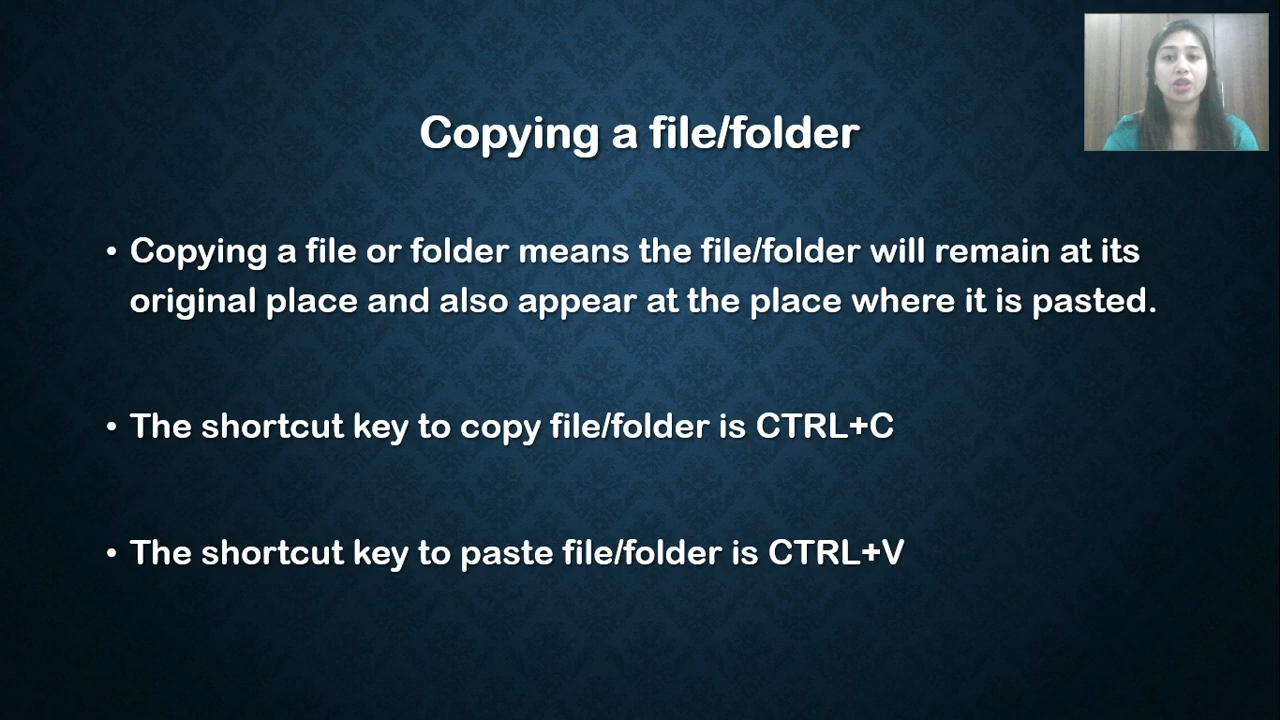 Copying a file/folder
• Copying a file or folder means the file/folder will remain at its
original place and also appear at the place where it is pasted.
• The shortcut key to copy file/folder is CTRL+C
• The shortcut key to paste file/folder is CTRL+V